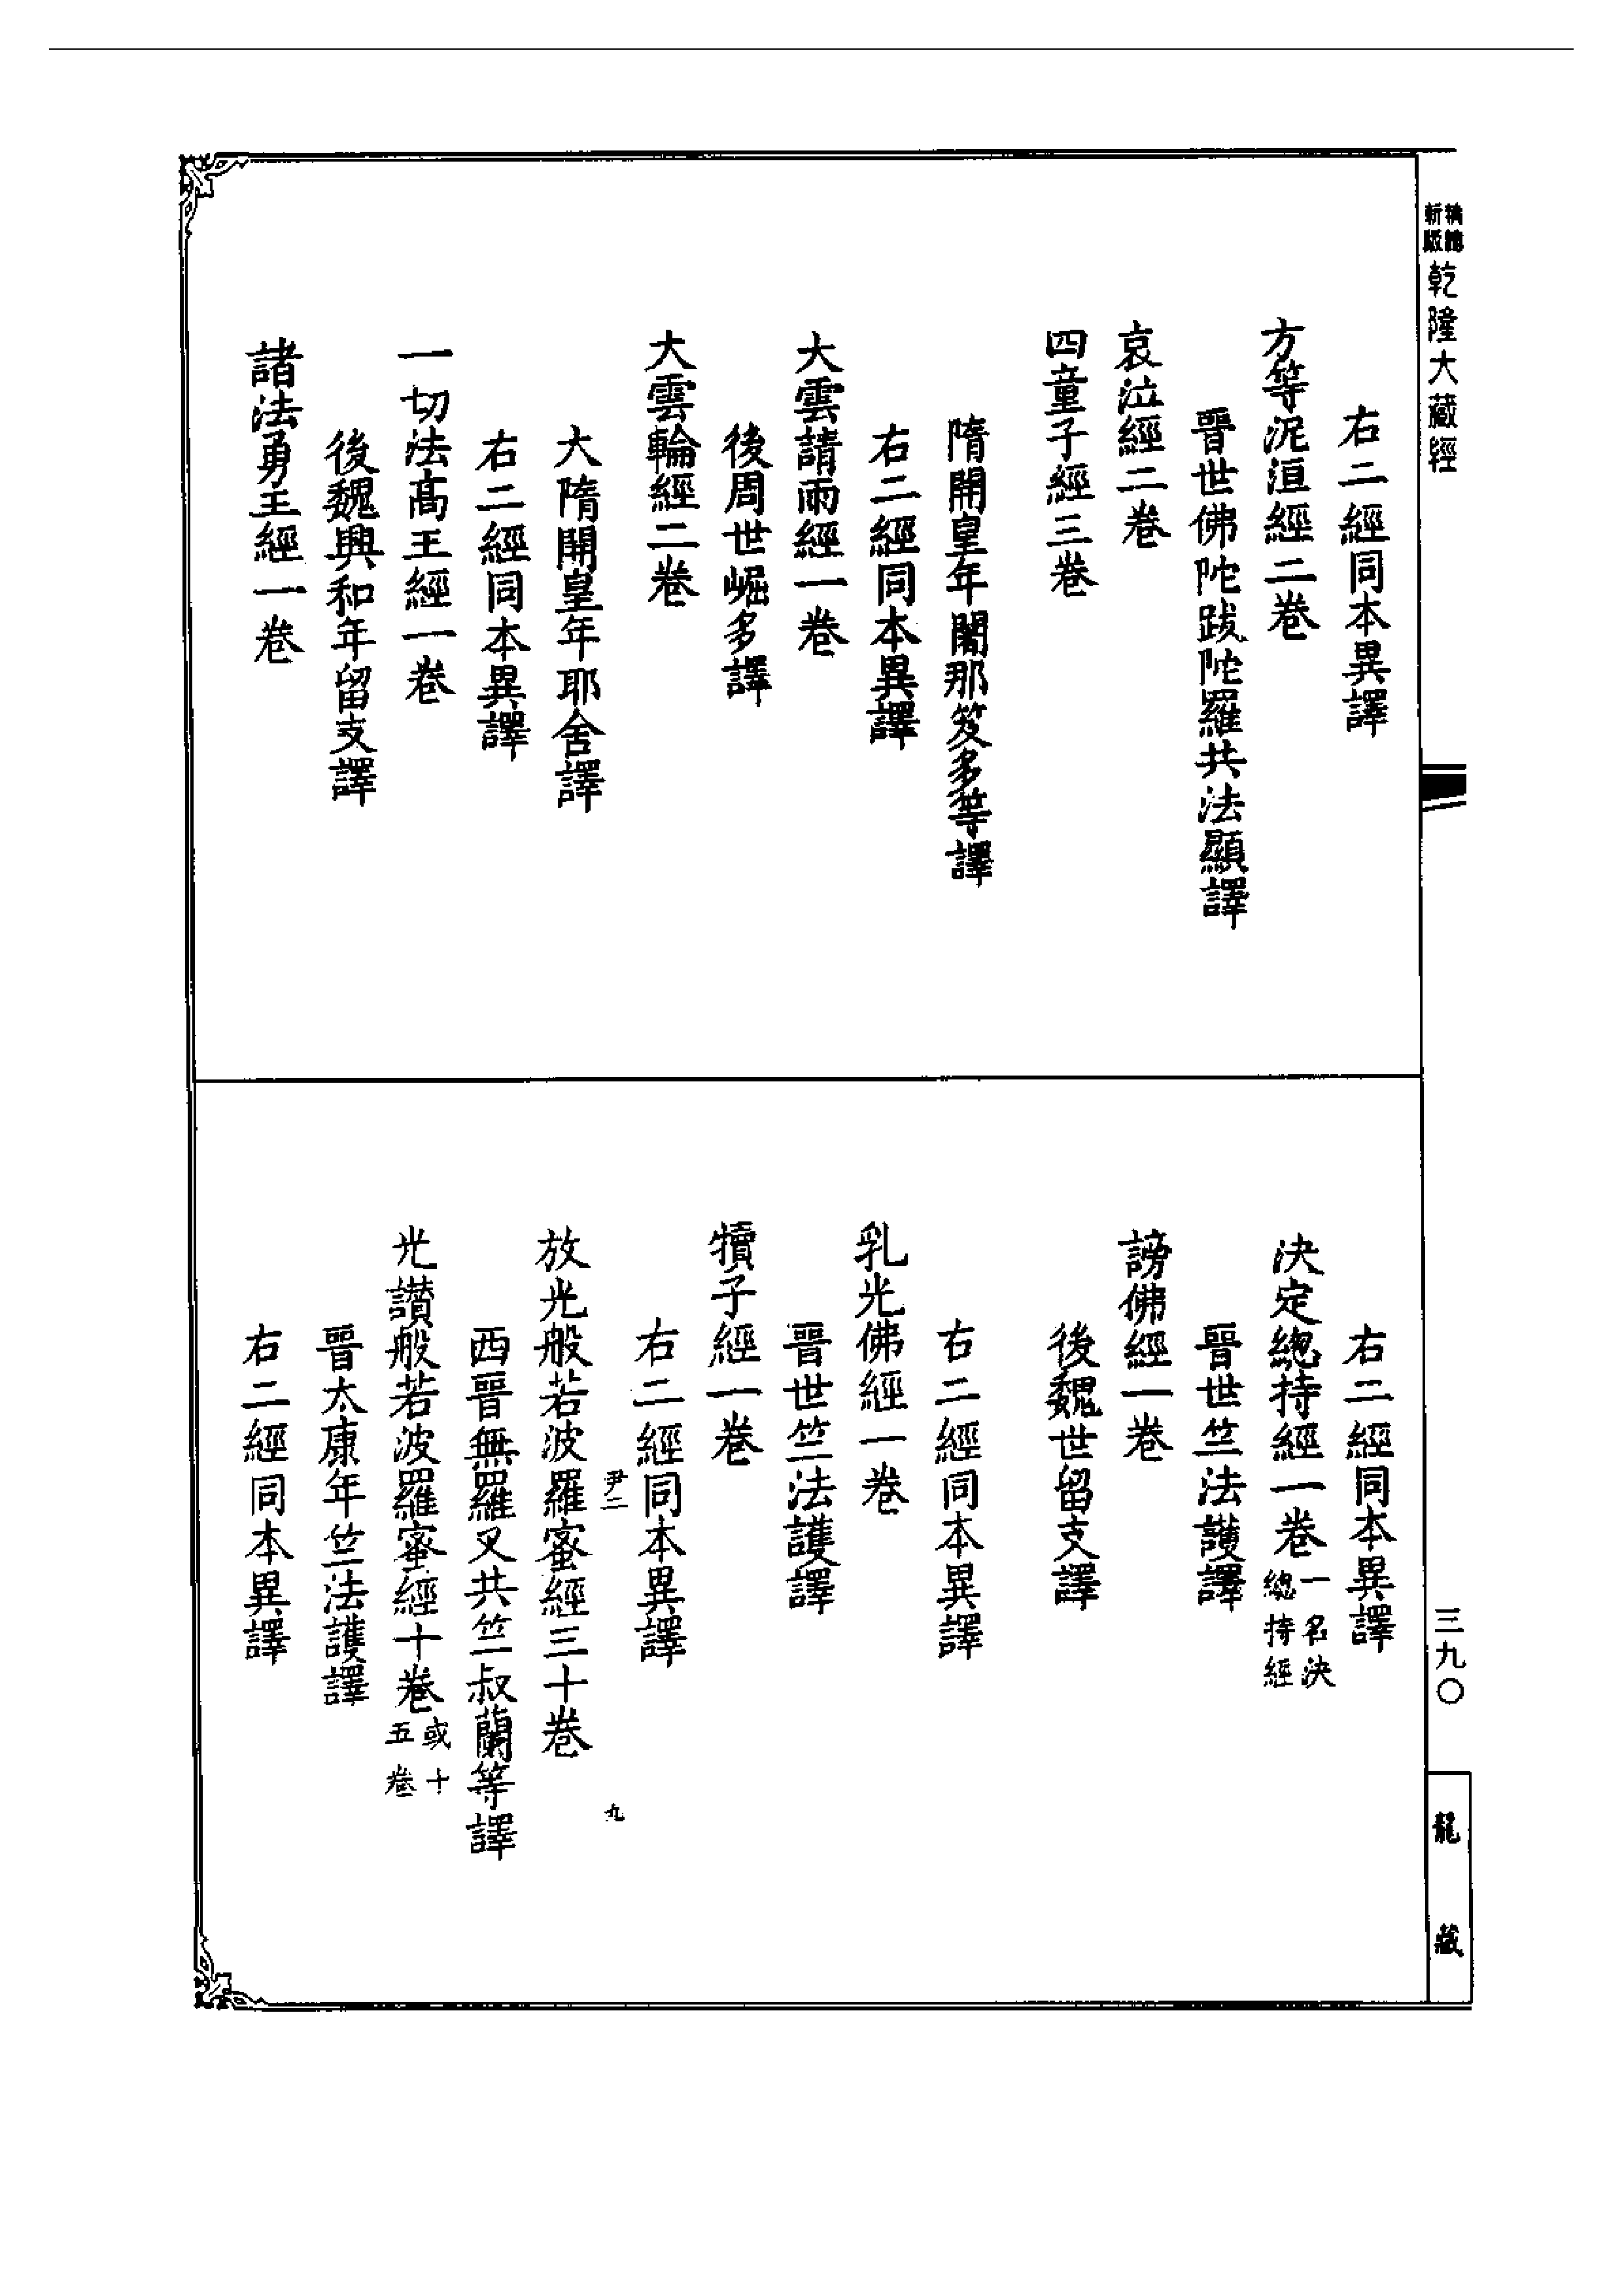 新版
乾隆大藏經
右二經同本異譯
方等泥洹經二卷
晉世佛陀跋陀羅共法顯譯
哀泣經二卷
四童子經三卷
隋開皇年闍那笈多等譯
右二經同本異譯
大雲請雨經一卷
後周世崛多譯
大雲輪經二卷
大隋開皇年耶舍譯
右二經同本異譯
一切法高王經一卷
後魏興和年留支譯
諸法勇王經一卷
右二經同本異譯
決定總持經一卷一名決總持經
晉世竺法護譯
謗佛經一卷
後魏世留支譯
右二經同本異譯
乳光佛經一卷
晉世竺法護譯
犢子經一卷
右二經同本異譯
尹二
九
放光般若波羅蜜經三十卷
西晉無羅叉共竺叔蘭等譯
光讃般若波羅蜜經十卷或十五卷
晉太康年竺法護譯
右二經同本異譯
三九〇
龍藏